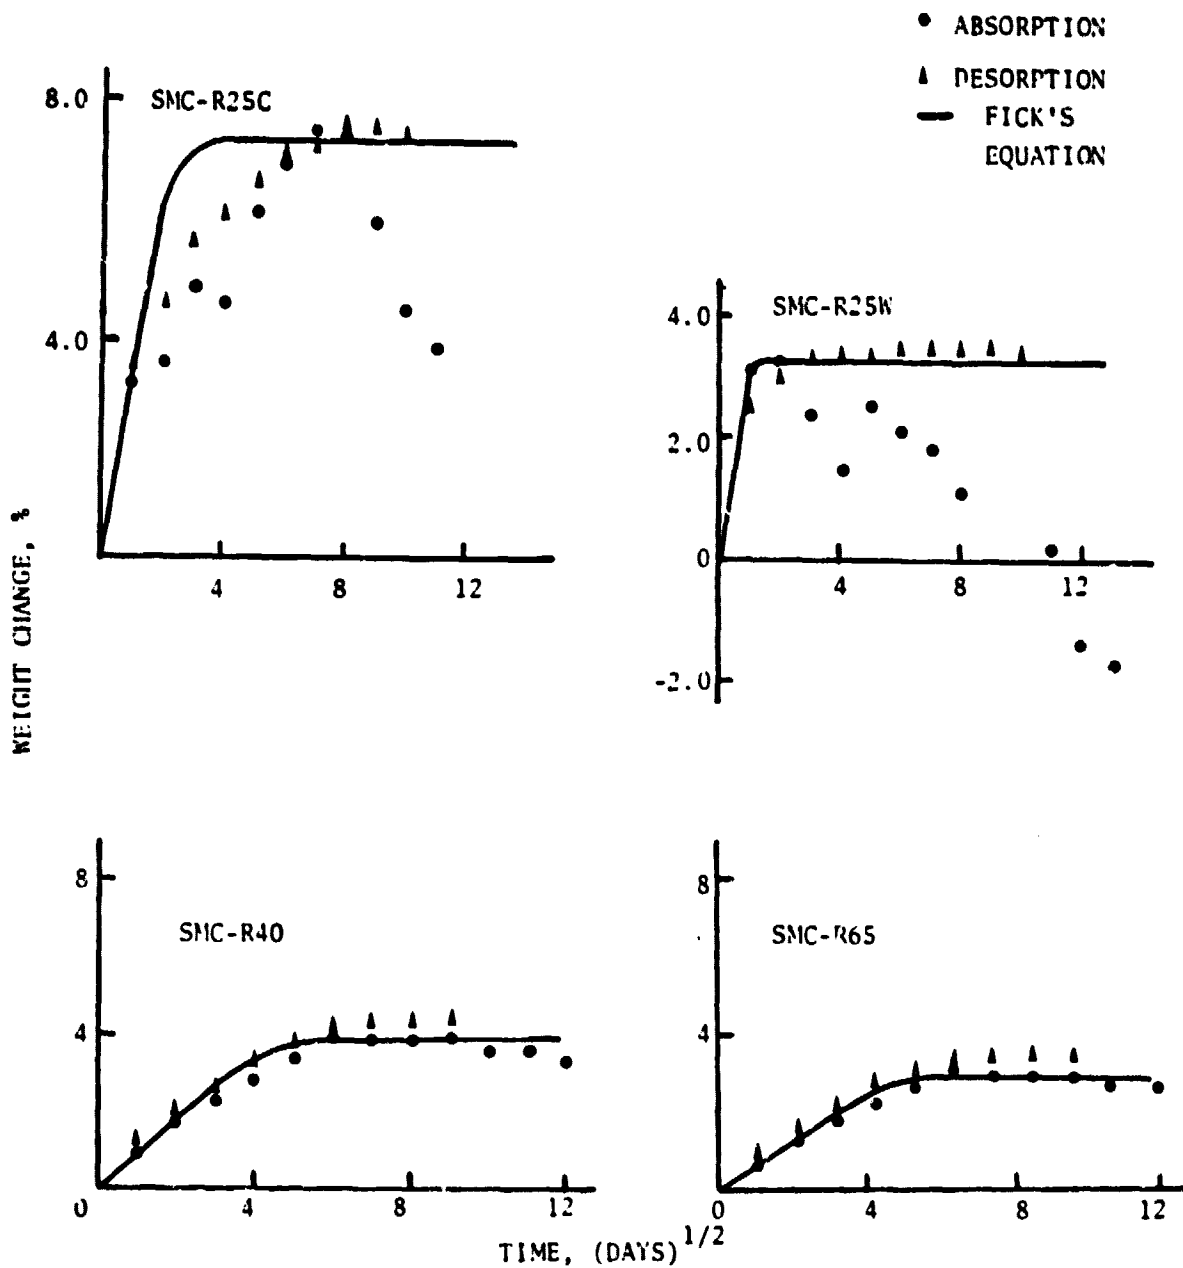 ABSORPTION
DESORPTION
FICK'S
EQUATION
8.0
SMC-R25C
4.0
4
8
12
SMC-R25W
4.0
2.0
0
-2.0
4
8
12
WEIGHT CHANGE, %
8
SMC-R40
4
0
4
8
12
8
SMC-R65
4
0
4
8
12
TIME, (DAYS) 1/2